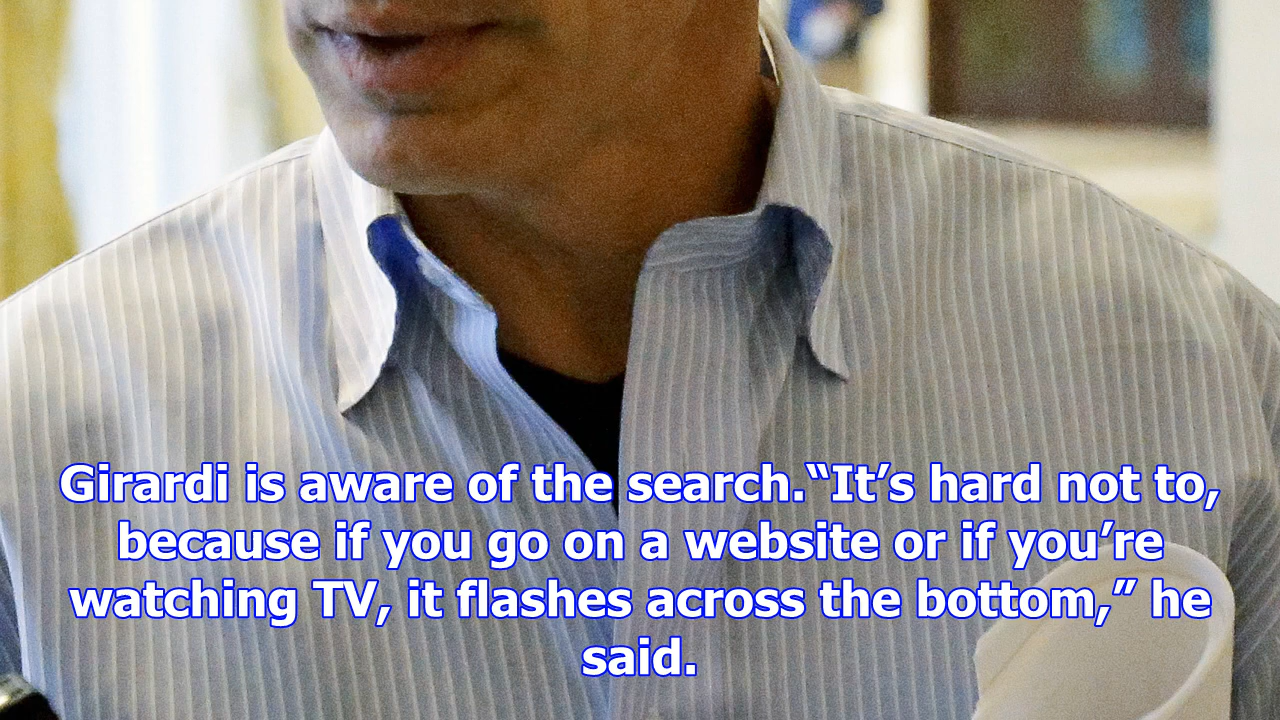 Girardi is aware of the search.“It’s hard not to,
because if you go on a website or if you’re
watching TV, it flashes across the bottom,” he
said.